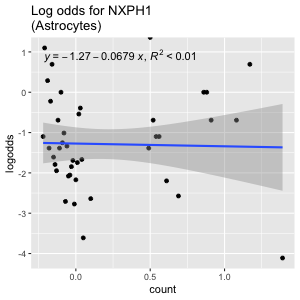 Log odds for NXPH1
(Astrocytes)
y = − 1.27 − 0.0679 x, R² < 0.01
1
0
-1
-2
-3
-4
logodds
0.0
0.5
1.0
count